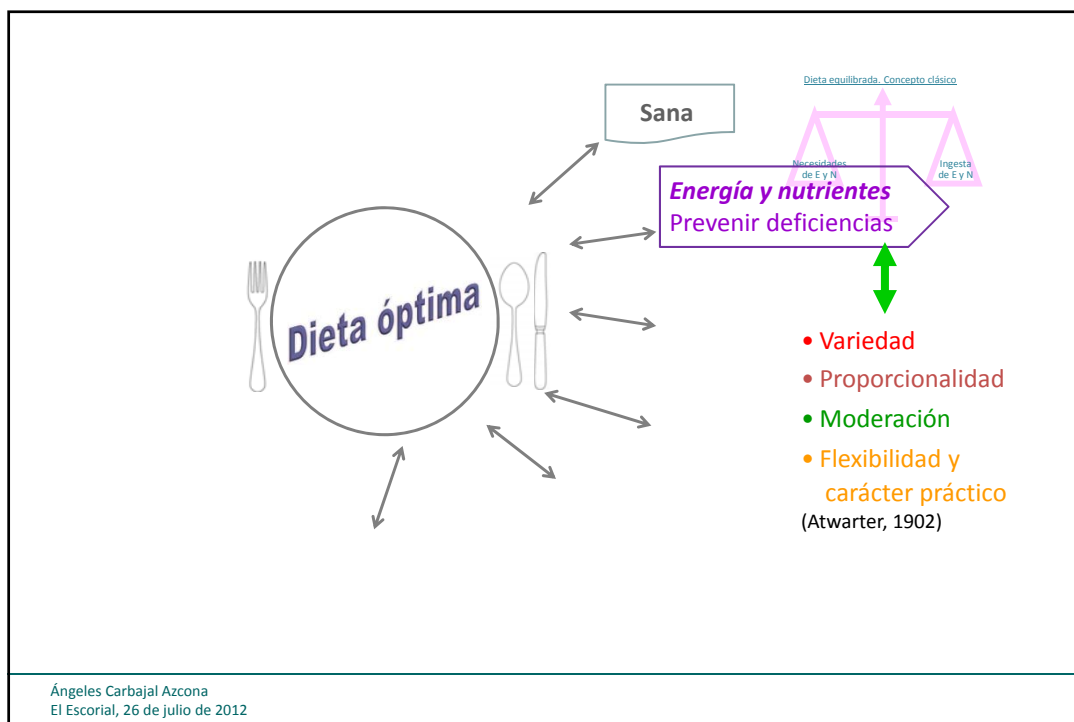 Dieta equilibrada. Concepto clásico
Sana
Necesidades
de E y N
Ingesta
de E y N
Energía y nutrientes
Prevenir deficiencias
Dieta óptima
• Variedad
• Proporcionalidad
• Moderación
• Flexibilidad y
carácter práctico
(Atwarter, 1902)
Ángeles Carbajal Azcona
El Escorial, 26 de julio de 2012